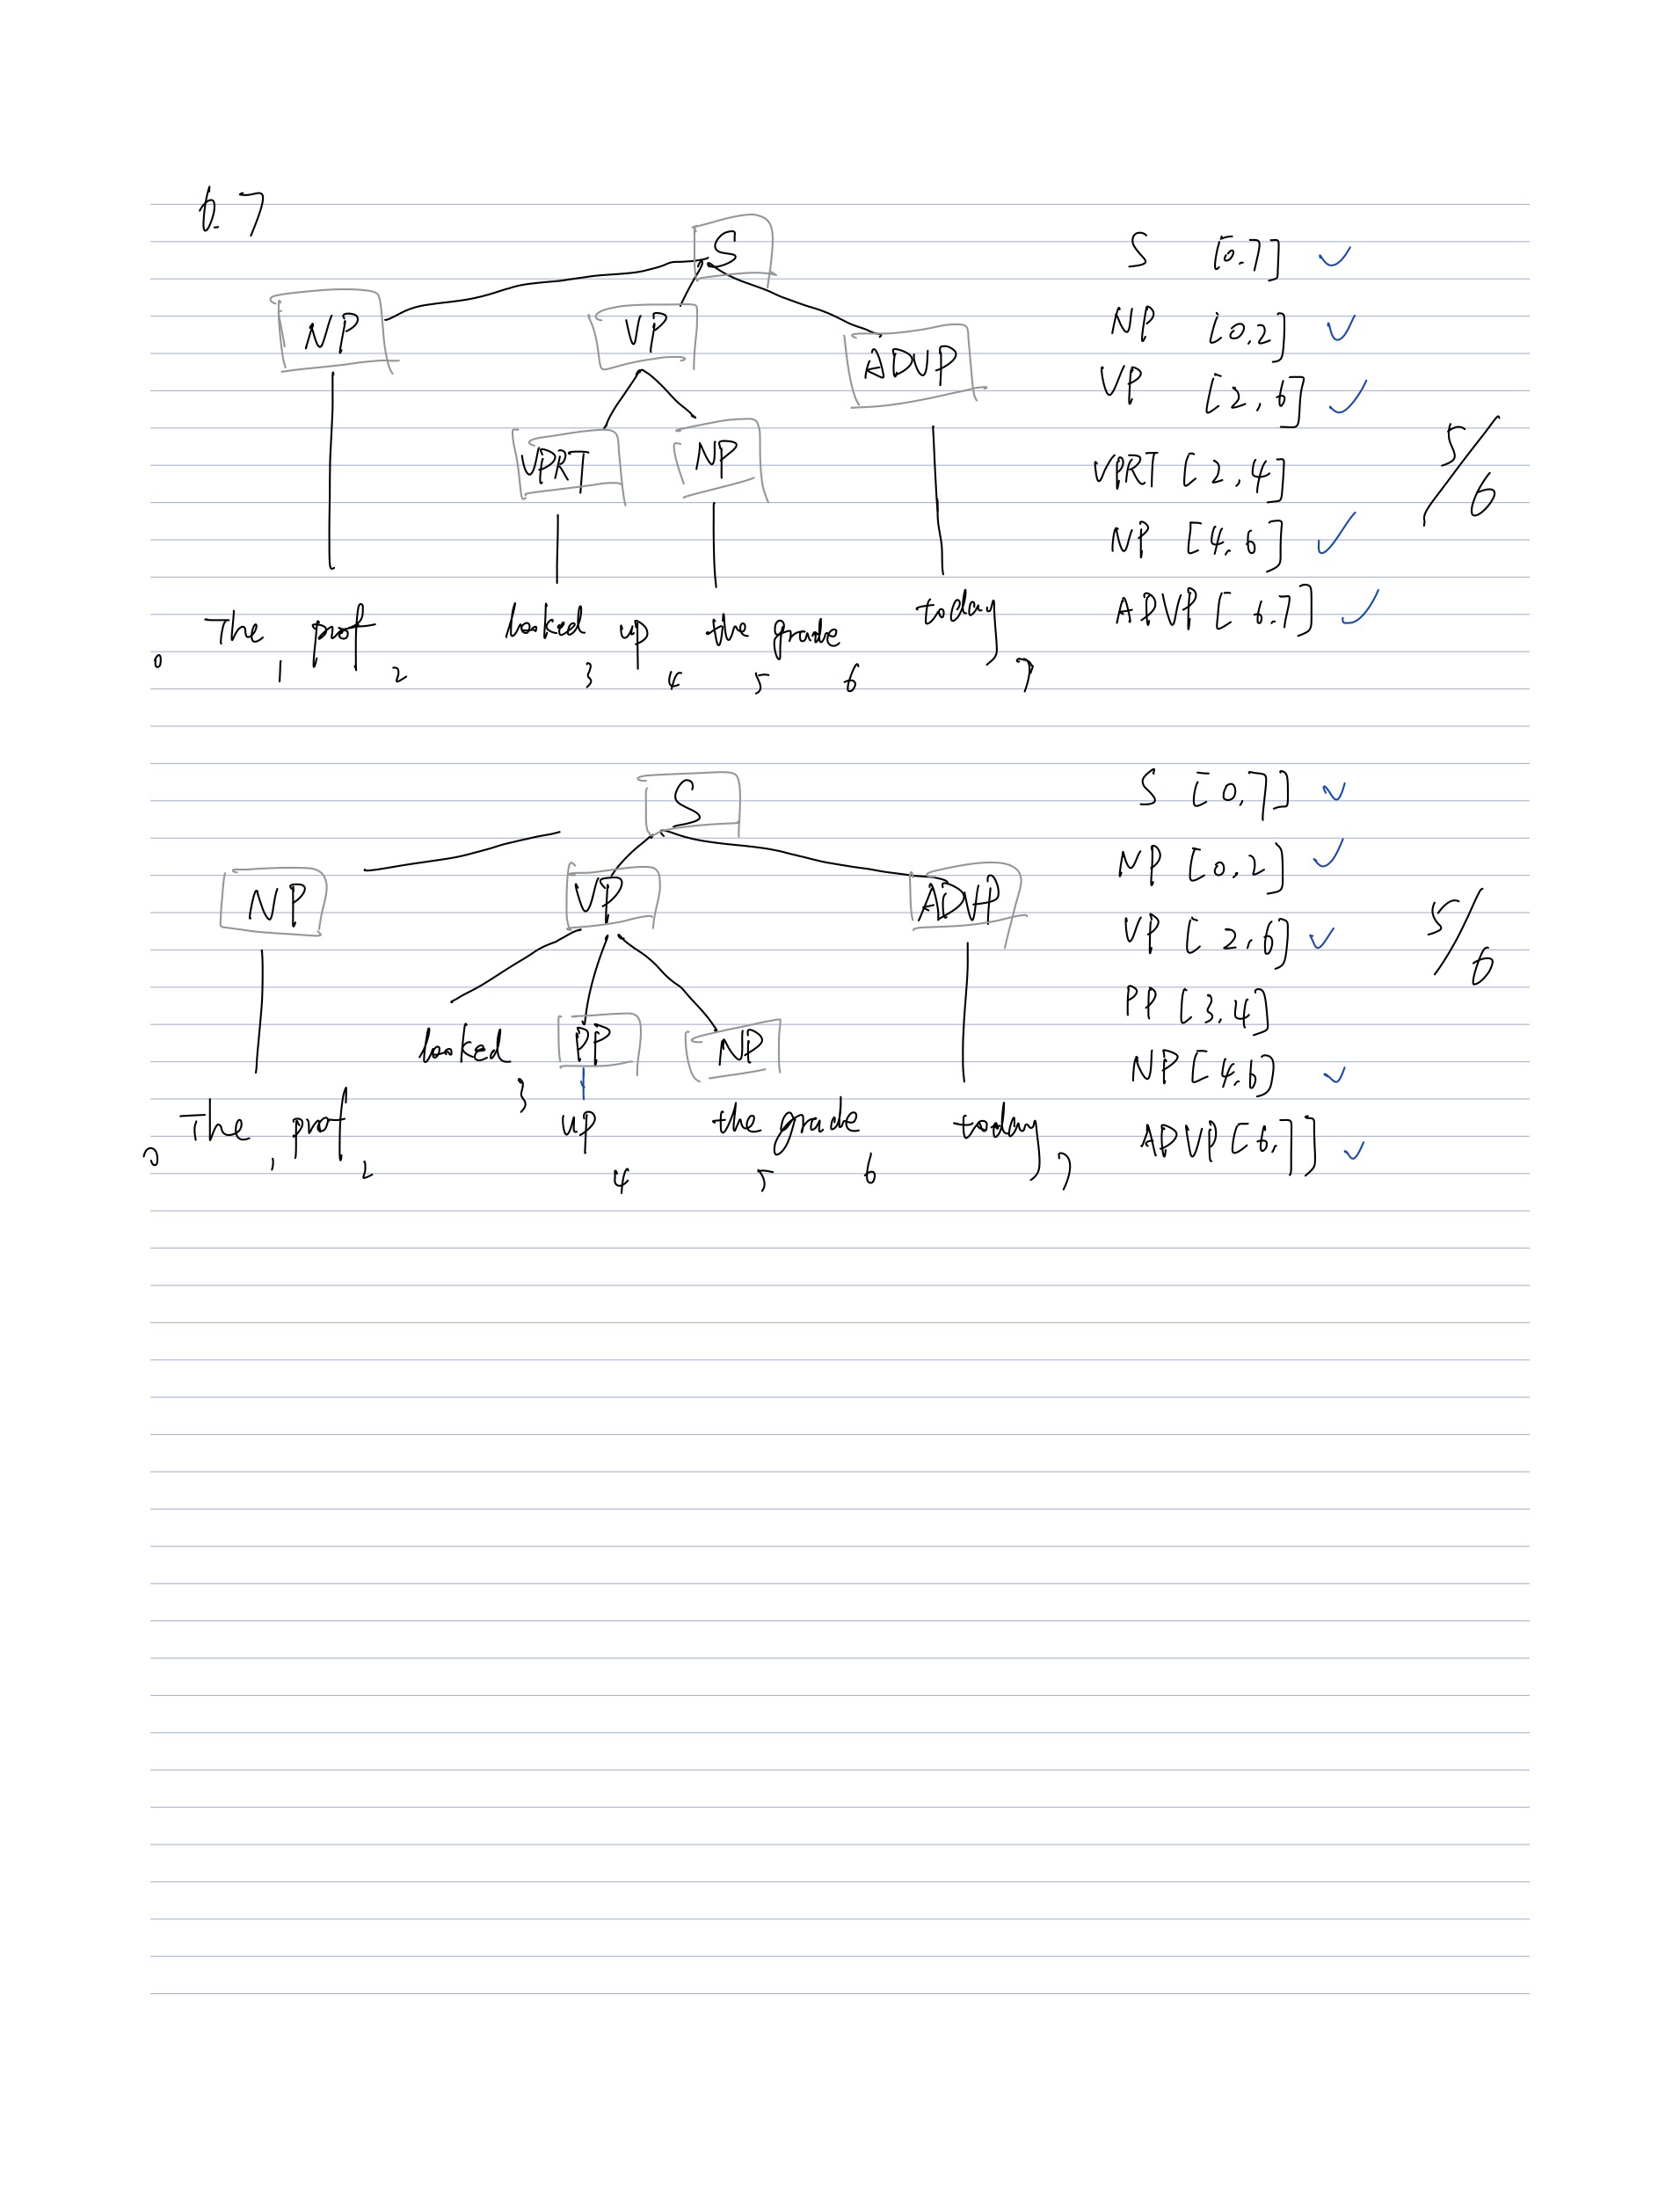 6.7
S S [0.7] ✓
NP VP ADVP NP [0.2] ✓
VP [2,6] ✓
VPRT NP VPRT [2,4] 5/6
NP [4.6] ✓
The prof looked up the grade today ADVP [6.7] ✓
0 1 2 3 4 5 6 7
S S [0,7] ✓
NP [0,2] ✓
NP VP ADVP VP [2,6] ✓ 5/6
PP [3,4]
looked PP NP NP [4.6] ✓
3
The prof up the grade today ADVP [6,7] ✓
0 1 2 4 5 6 7